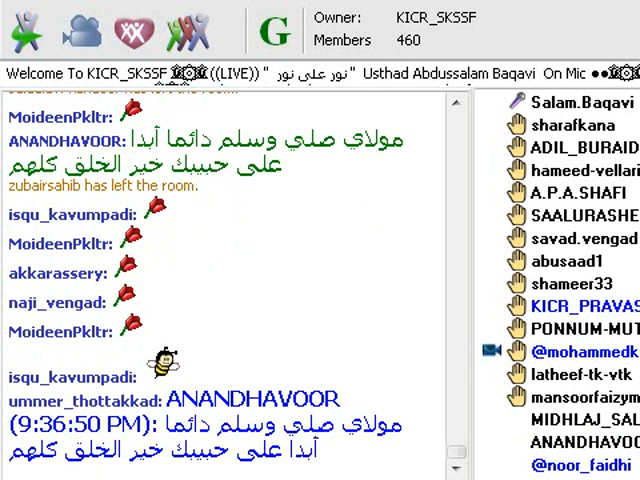 G
Owner: KICR_SKSSF
Members 460
Welcome To KICR_SKSSF ۞۞۞ ((LIVE)) " نور على نور " Usthad Abdussalam Baqavi On Mic
MoideenPkltr:
ANANDHAVOOR: مولاي صلي وسلم دائما أبدا
على حبيبك خير الخلق كلهم
zubairsahib has left the room.
isqu_kavumpadi:
MoideenPkltr:
akkarassery:
naji_vengad:
MoideenPkltr:
isqu_kavumpadi:
ummer_thottakkad: ANANDHAVOOR
(9:36:50 PM): مولاي صلي وسلم دائما
أبدا على حبيبك خير الخلق كلهم
Salam.Baqavi
sharafkana
ADIL_BURAID
hameed-vellari
A.P.A.SHAFI
SAALURASHE
savad.vengad
abusaad1
shameer33
KICR_PRAVAS
PONNUM-MUT
@mohammedk
latheef-tk-vtk
mansoorfaizym
MIDHLAJ_SAL
ANANDHAVOO
@noor_faidhi